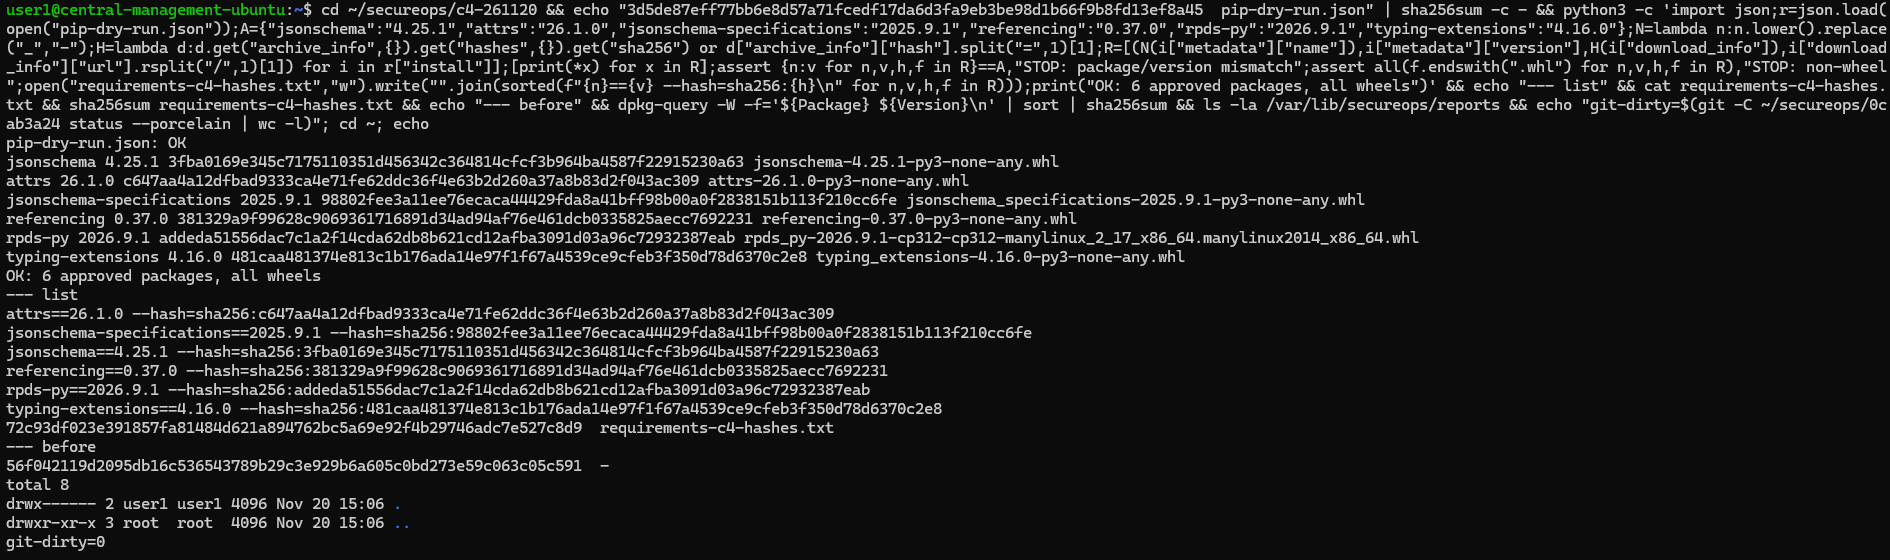 user1@central-management-ubuntu:~$ cd ~/secureops/c4-261120 && echo "3d5de87eff77bb6e8d57a71fcedf17da6d3fa9eb3be98d1b66f9b8fd13ef8a45  pip-dry-run.json" | sha256sum -c - && python3 -c 'import json;r=json.load(
open("pip-dry-run.json"));A={"jsonschema":"4.25.1","attrs":"26.1.0","jsonschema-specifications":"2025.9.1","referencing":"0.37.0","rpds-py":"2026.9.1","typing-extensions":"4.16.0"};N=lambda n:n.lower().replace
("_","-");H=lambda d:d.get("archive_info",{}).get("hashes",{}).get("sha256") or d["archive_info"]["hash"].split("=",1)[1];R=[(N(i["metadata"]["name"]),i["metadata"]["version"],H(i["download_info"]),i["download
_info"]["url"].rsplit("/",1)[1]) for i in r["install"]];[print(*x) for x in R];assert {n:v for n,v,h,f in R}==A,"STOP: package/version mismatch";assert all(f.endswith(".whl") for n,v,h,f in R),"STOP: non-wheel
";open("requirements-c4-hashes.txt","w").write("".join(sorted(f"{n}=={v} --hash=sha256:{h}\n" for n,v,h,f in R)));print("OK: 6 approved packages, all wheels")' && echo "--- list" && cat requirements-c4-hashes.
txt && sha256sum requirements-c4-hashes.txt && echo "--- before" && dpkg-query -W -f='${Package} ${Version}\n' | sort | sha256sum && ls -la /var/lib/secureops/reports && echo "git-dirty=$(git -C ~/secureops/0c
ab3a24 status --porcelain | wc -l)"; cd ~; echo
pip-dry-run.json: OK
jsonschema 4.25.1 3fba0169e345c7175110351d456342c364814cfcf3b964ba4587f22915230a63 jsonschema-4.25.1-py3-none-any.whl
attrs 26.1.0 c647aa4a12dfbad9333ca4e71fe62ddc36f4e63b2d260a37a8b83d2f043ac309 attrs-26.1.0-py3-none-any.whl
jsonschema-specifications 2025.9.1 98802fee3a11ee76ecaca44429fda8a41bff98b00a0f2838151b113f210cc6fe jsonschema_specifications-2025.9.1-py3-none-any.whl
referencing 0.37.0 381329a9f99628c9069361716891d34ad94af76e461dcb0335825aecc7692231 referencing-0.37.0-py3-none-any.whl
rpds-py 2026.9.1 addeda51556dac7c1a2f14cda62db8b621cd12afba3091d03a96c72932387eab rpds_py-2026.9.1-cp312-cp312-manylinux_2_17_x86_64.manylinux2014_x86_64.whl
typing-extensions 4.16.0 481caa481374e813c1b176ada14e97f1f67a4539ce9cfeb3f350d78d6370c2e8 typing_extensions-4.16.0-py3-none-any.whl
OK: 6 approved packages, all wheels
--- list
attrs==26.1.0 --hash=sha256:c647aa4a12dfbad9333ca4e71fe62ddc36f4e63b2d260a37a8b83d2f043ac309
jsonschema-specifications==2025.9.1 --hash=sha256:98802fee3a11ee76ecaca44429fda8a41bff98b00a0f2838151b113f210cc6fe
jsonschema==4.25.1 --hash=sha256:3fba0169e345c7175110351d456342c364814cfcf3b964ba4587f22915230a63
referencing==0.37.0 --hash=sha256:381329a9f99628c9069361716891d34ad94af76e461dcb0335825aecc7692231
rpds-py==2026.9.1 --hash=sha256:addeda51556dac7c1a2f14cda62db8b621cd12afba3091d03a96c72932387eab
typing-extensions==4.16.0 --hash=sha256:481caa481374e813c1b176ada14e97f1f67a4539ce9cfeb3f350d78d6370c2e8
72c93df023e391857fa81484d621a894762bc5a69e92f4b29746adc7e527c8d9  requirements-c4-hashes.txt
--- before
56f042119d2095db16c536543789b29c3e929b6a605c0bd273e59c063c05c591  -
total 8
drwx------ 2 user1 user1 4096 Nov 20 15:06 .
drwxr-xr-x 3 root  root  4096 Nov 20 15:06 ..
git-dirty=0